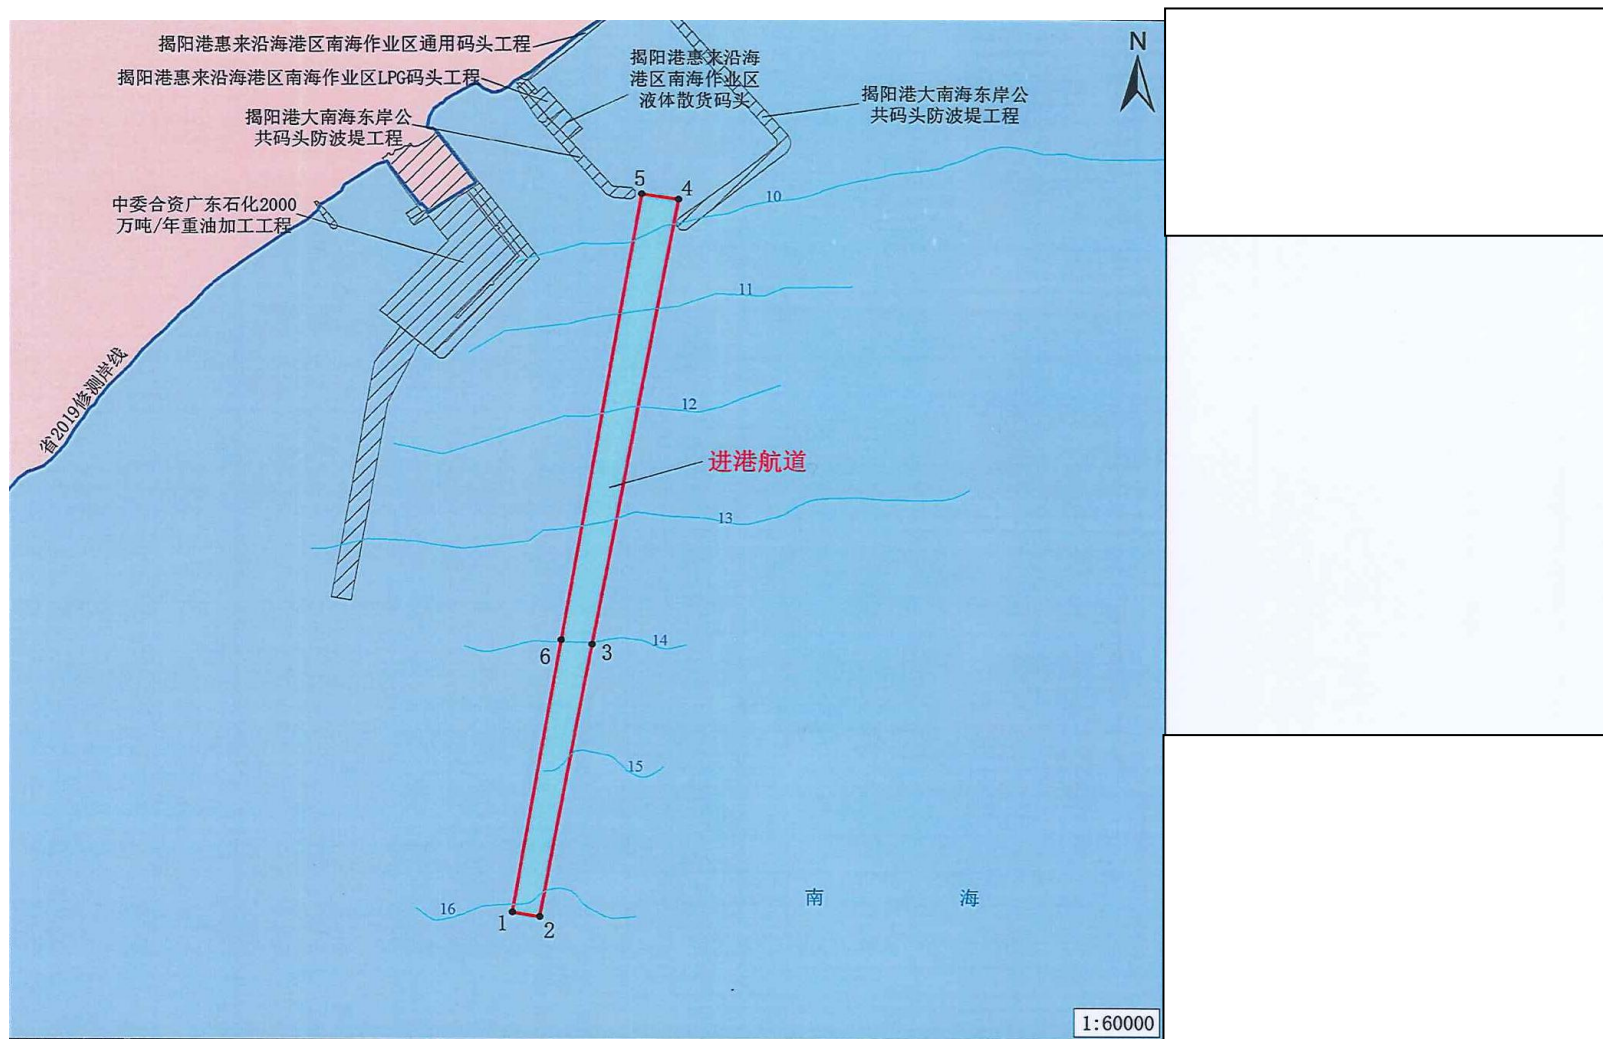 揭阳港惠来沿海港区南海作业区通用码头工程
揭阳港惠来沿海港区南海作业区LPG码头工程
揭阳港大南海东岸公
共码头防波堤工程
中委合资广东石化2000
万吨/年重油加工工程
揭阳港惠来沿海
港区南海作业区
液体散货码头
揭阳港大南海东岸公
共码头防波堤工程
N
5
4
10
11
12
省2019修测岸线
进港航道
13
14
6
3
15
16
1
2
南 海
1:60000